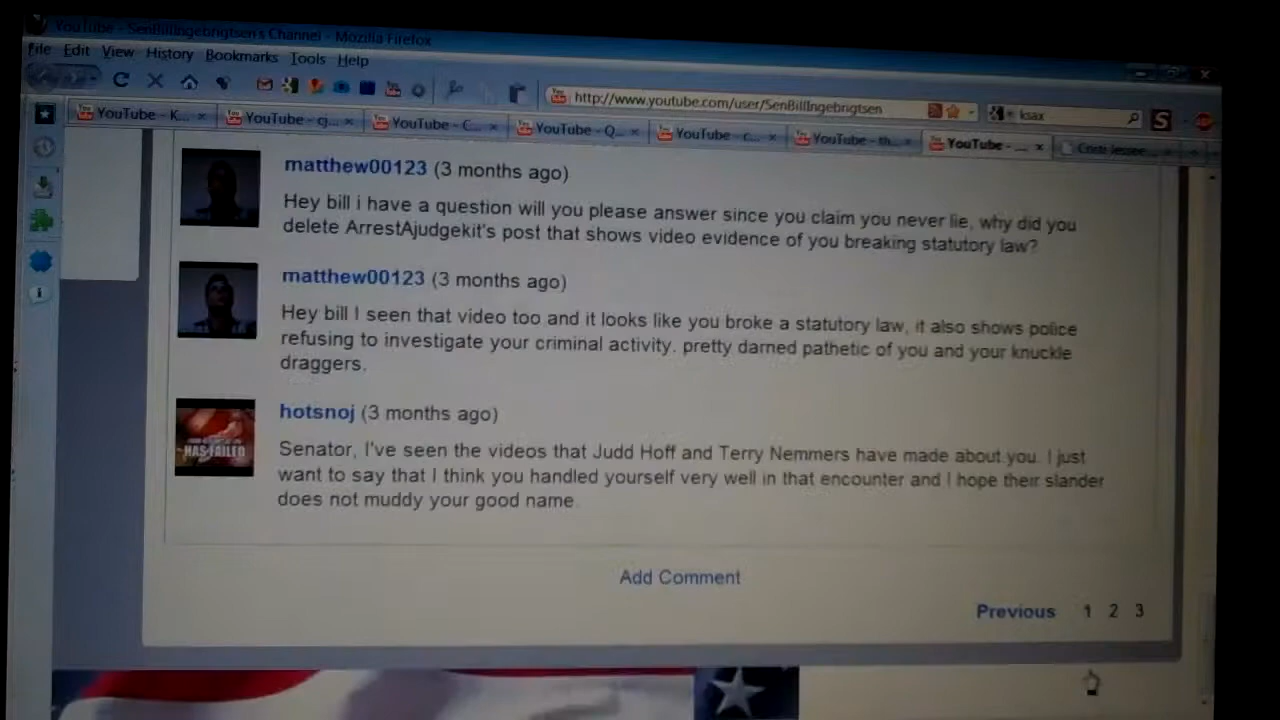 YouTube - SenBillIngebrigtsen's Channel - Mozilla Firefox
File Edit View History Bookmarks Tools Help
http://www.youtube.com/user/SenBillIngebrigtsen
ksax
S
YouTube - K... YouTube - cj... YouTube - C... YouTube - Q... YouTube - c... YouTube - th... YouTube - ...
matthew00123 (3 months ago)
Hey bill i have a question will you please answer since you claim you never lie, why did you
delete ArrestAjudgekit's post that shows video evidence of you breaking statutory law?
matthew00123 (3 months ago)
Hey bill I seen that video too and it looks like you broke a statutory law, it also shows police
refusing to investigate your criminal activity. pretty darned pathetic of you and your knuckle
draggers.
HAS FAILED
hotsnoj (3 months ago)
Senator, I've seen the videos that Judd Hoff and Terry Nemmers have made about you. I just
want to say that I think you handled yourself very well in that encounter and I hope their slander
does not muddy your good name.
Add Comment
Previous 1 2 3